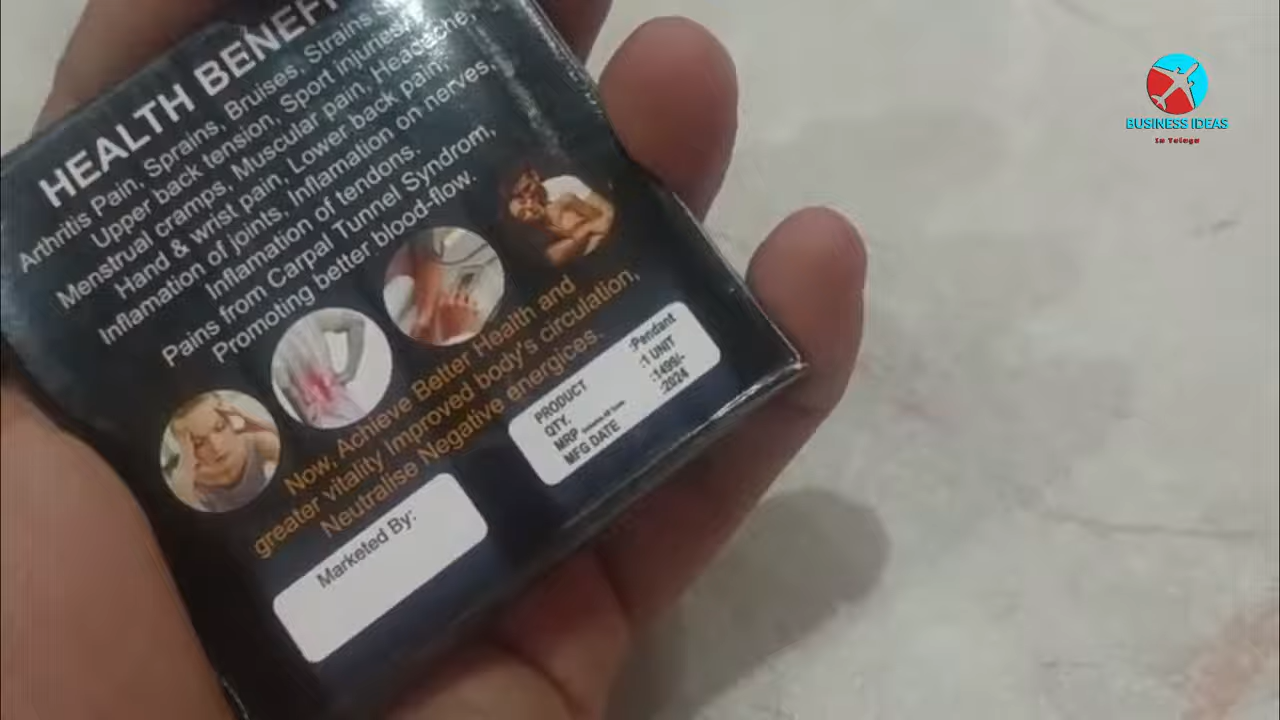 HEALTH BENEFI
Arthritis Pain, Sprains, Bruises, Strains
Upper back tension, Sport injuries,
Menstrual cramps, Muscular pain, Headache,
Hand & wrist pain, Lower back pain,
Inflamation of joints, Inflamation on nerves,
Inflamation of tendons.
Pains from Carpal Tunnel Syndrom,
Promoting better blood-flow.
Now, Achieve Better Health and
greater vitality Improved body's circulation,
Neutralise Negative energices.
PRODUCT :Pendant
QTY. :1 UNIT
MRP :1499/-
MFG DATE :2024
Marketed By:
BUSINESS IDEAS
In Telugu